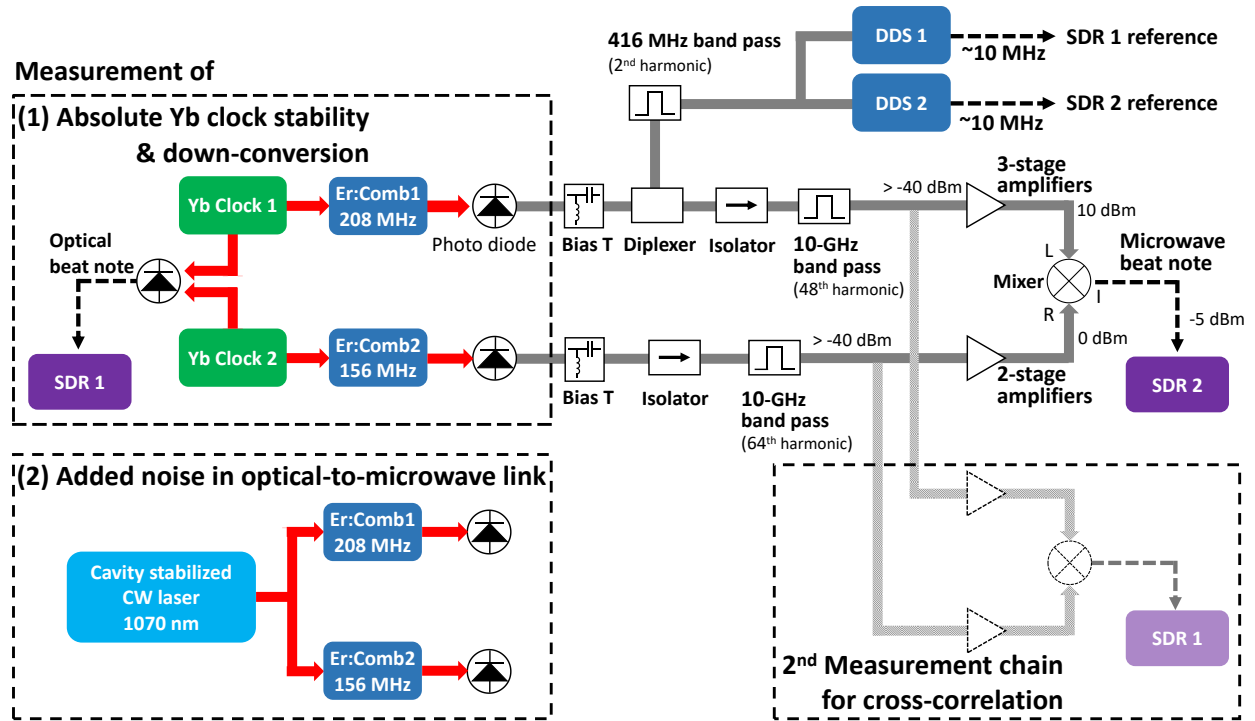 Measurement of
(1) Absolute Yb clock stability
& down-conversion
Yb Clock 1
Er:Comb1
208 MHz
Photo diode
Optical
beat note
SDR 1
Yb Clock 2
Er:Comb2
156 MHz
416 MHz band pass
(2nd harmonic)
DDS 1
~10 MHz
SDR 1 reference
DDS 2
~10 MHz
SDR 2 reference
Bias T
Diplexer
Isolator
10-GHz
band pass
(48th harmonic)
> -40 dBm
3-stage
amplifiers
10 dBm
L
Mixer
I
R
Microwave
beat note
-5 dBm
0 dBm
SDR 2
Bias T
Isolator
10-GHz
band pass
(64th harmonic)
> -40 dBm
2-stage
amplifiers
(2) Added noise in optical-to-microwave link
Cavity stabilized
CW laser
1070 nm
Er:Comb1
208 MHz
Er:Comb2
156 MHz
SDR 1
2nd Measurement chain
for cross-correlation